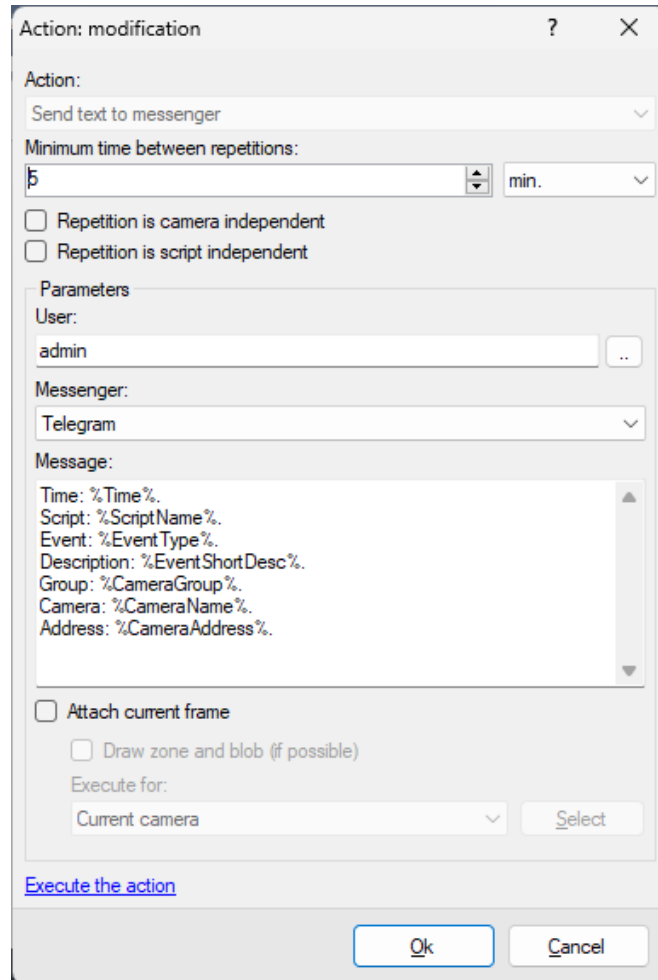 Action: modification
?
Action:
Send text to messenger
Minimum time between repetitions:
5
min.
Repetition is camera independent
Repetition is script independent
Parameters
User:
admin
..
Messenger:
Telegram
Message:
Time: %Time%.
Script: %ScriptName%.
Event: %EventType%.
Description: %EventShortDesc%.
Group: %CameraGroup%.
Camera: %CameraName%.
Address: %CameraAddress%.
Attach current frame
Draw zone and blob (if possible)
Execute for:
Current camera
Select
Execute the action
Ok
Cancel